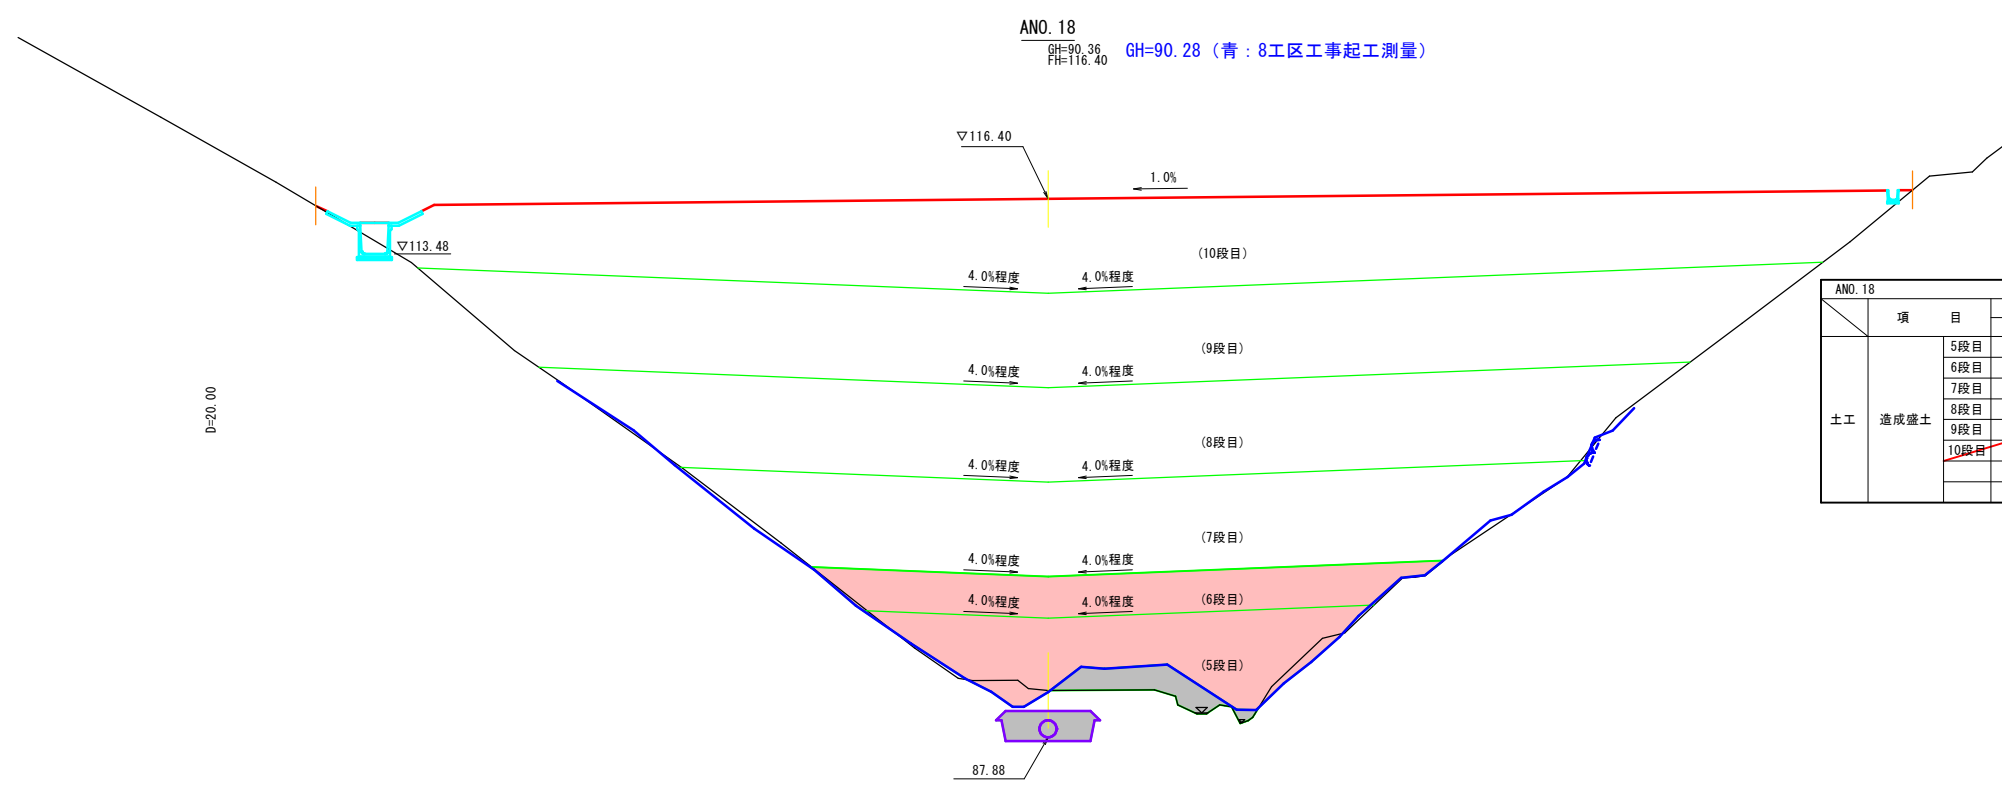 ANO.18
GH=90.36
FH=116.40
GH=90.28（青：8工区工事起工測量）
▽116.40
1.0%
▽113.48
(10段目)
4.0%程度
4.0%程度
ANO.18
項 目
(9段目)
5段目
6段目
4.0%程度
4.0%程度
7段目
D=20.00
8段目
土工
造成盛土
9段目
(8段目)
10段目
4.0%程度
4.0%程度
(7段目)
4.0%程度
4.0%程度
4.0%程度
4.0%程度
(6段目)
(5段目)
87.88